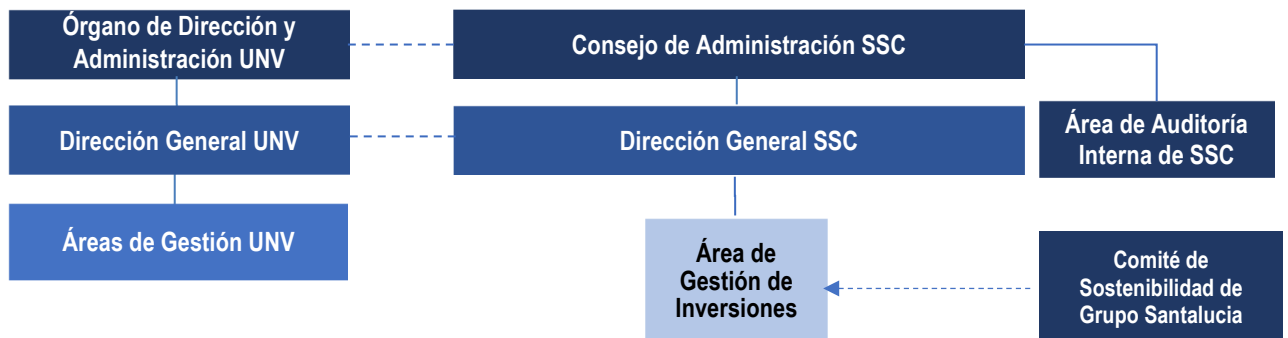 Órgano de Dirección y
Administración UNV
Consejo de Administración SSC
Dirección General UNV
Dirección General SSC
Área de Auditoría
Interna de SSC
Áreas de Gestión UNV
Área de
Gestión de
Inversiones
Comité de
Sostenibilidad de
Grupo Santalucia